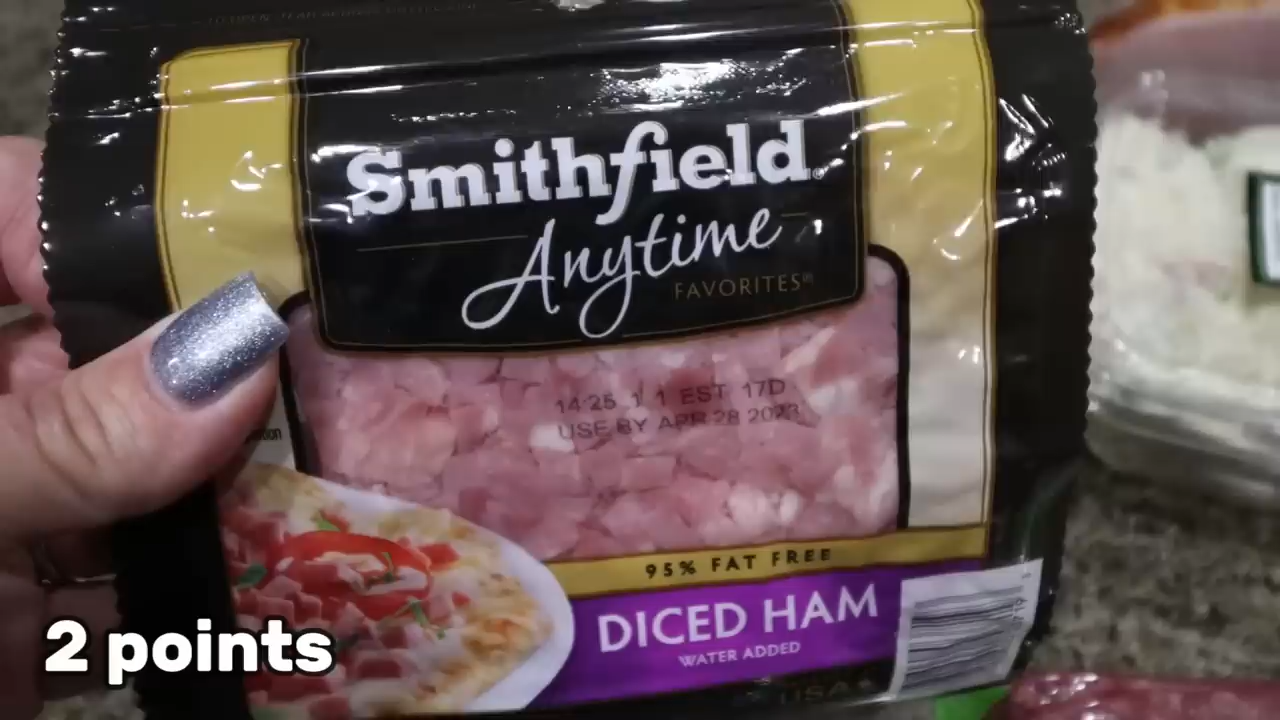 Smithfield®
Anytime
FAVORITES®
14:25 1 1 EST 17D
USE BY APR 28 2023
95% FAT FREE
DICED HAM
WATER ADDED
USA
2 points